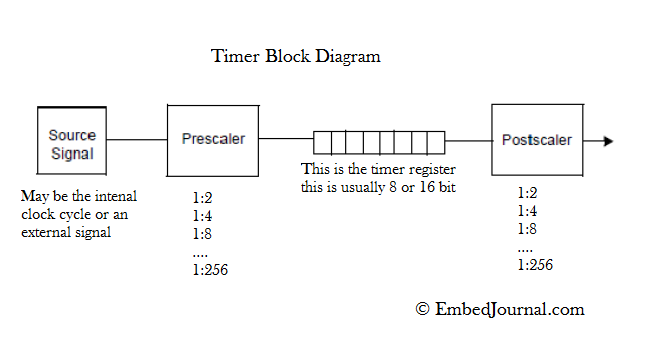 Timer Block Diagram
Source
Signal
Prescaler
Postscaler
This is the timer register
this is usually 8 or 16 bit
May be the intenal
clock cycle or an
external signal
1:2
1:4
1:8
....
1:256
1:2
1:4
1:8
....
1:256
© EmbedJournal.com